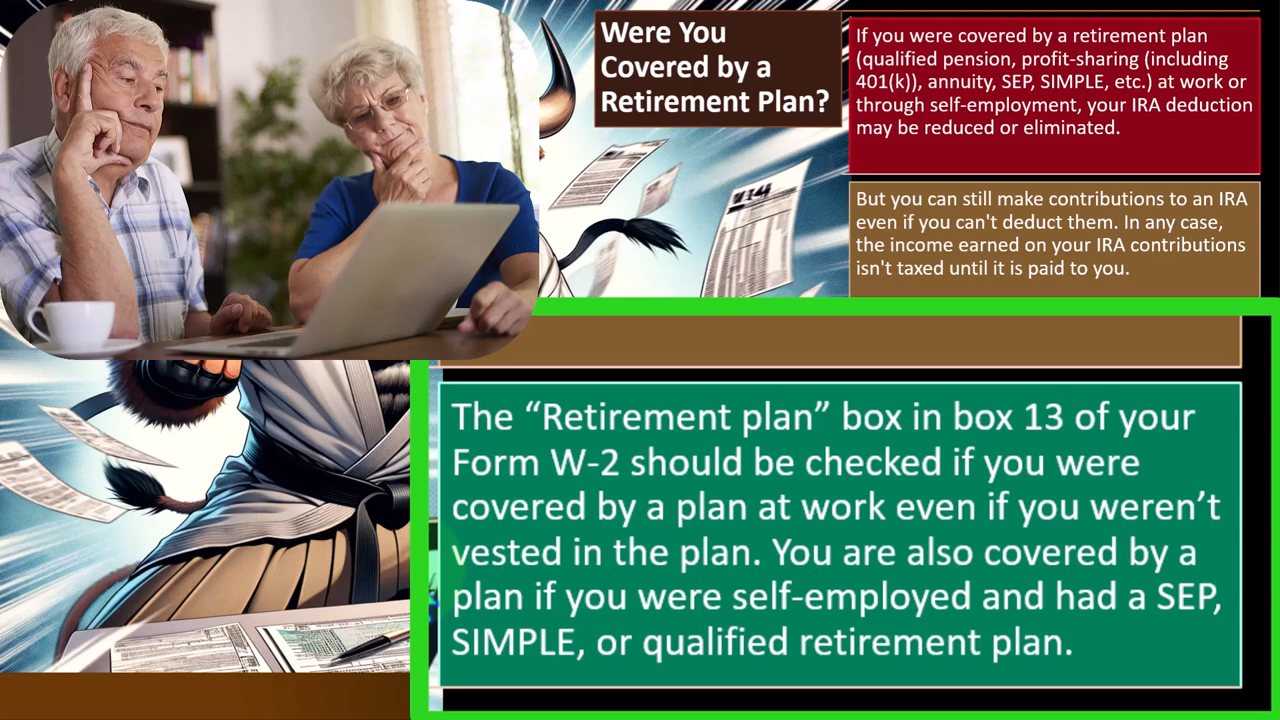 Were You
Covered by a
Retirement Plan?
If you were covered by a retirement plan
(qualified pension, profit-sharing (including
401(k)), annuity, SEP, SIMPLE, etc.) at work or
through self-employment, your IRA deduction
may be reduced or eliminated.
But you can still make contributions to an IRA
even if you can't deduct them. In any case,
the income earned on your IRA contributions
isn't taxed until it is paid to you.
The “Retirement plan” box in box 13 of your
Form W-2 should be checked if you were
covered by a plan at work even if you weren’t
vested in the plan. You are also covered by a
plan if you were self-employed and had a SEP,
SIMPLE, or qualified retirement plan.